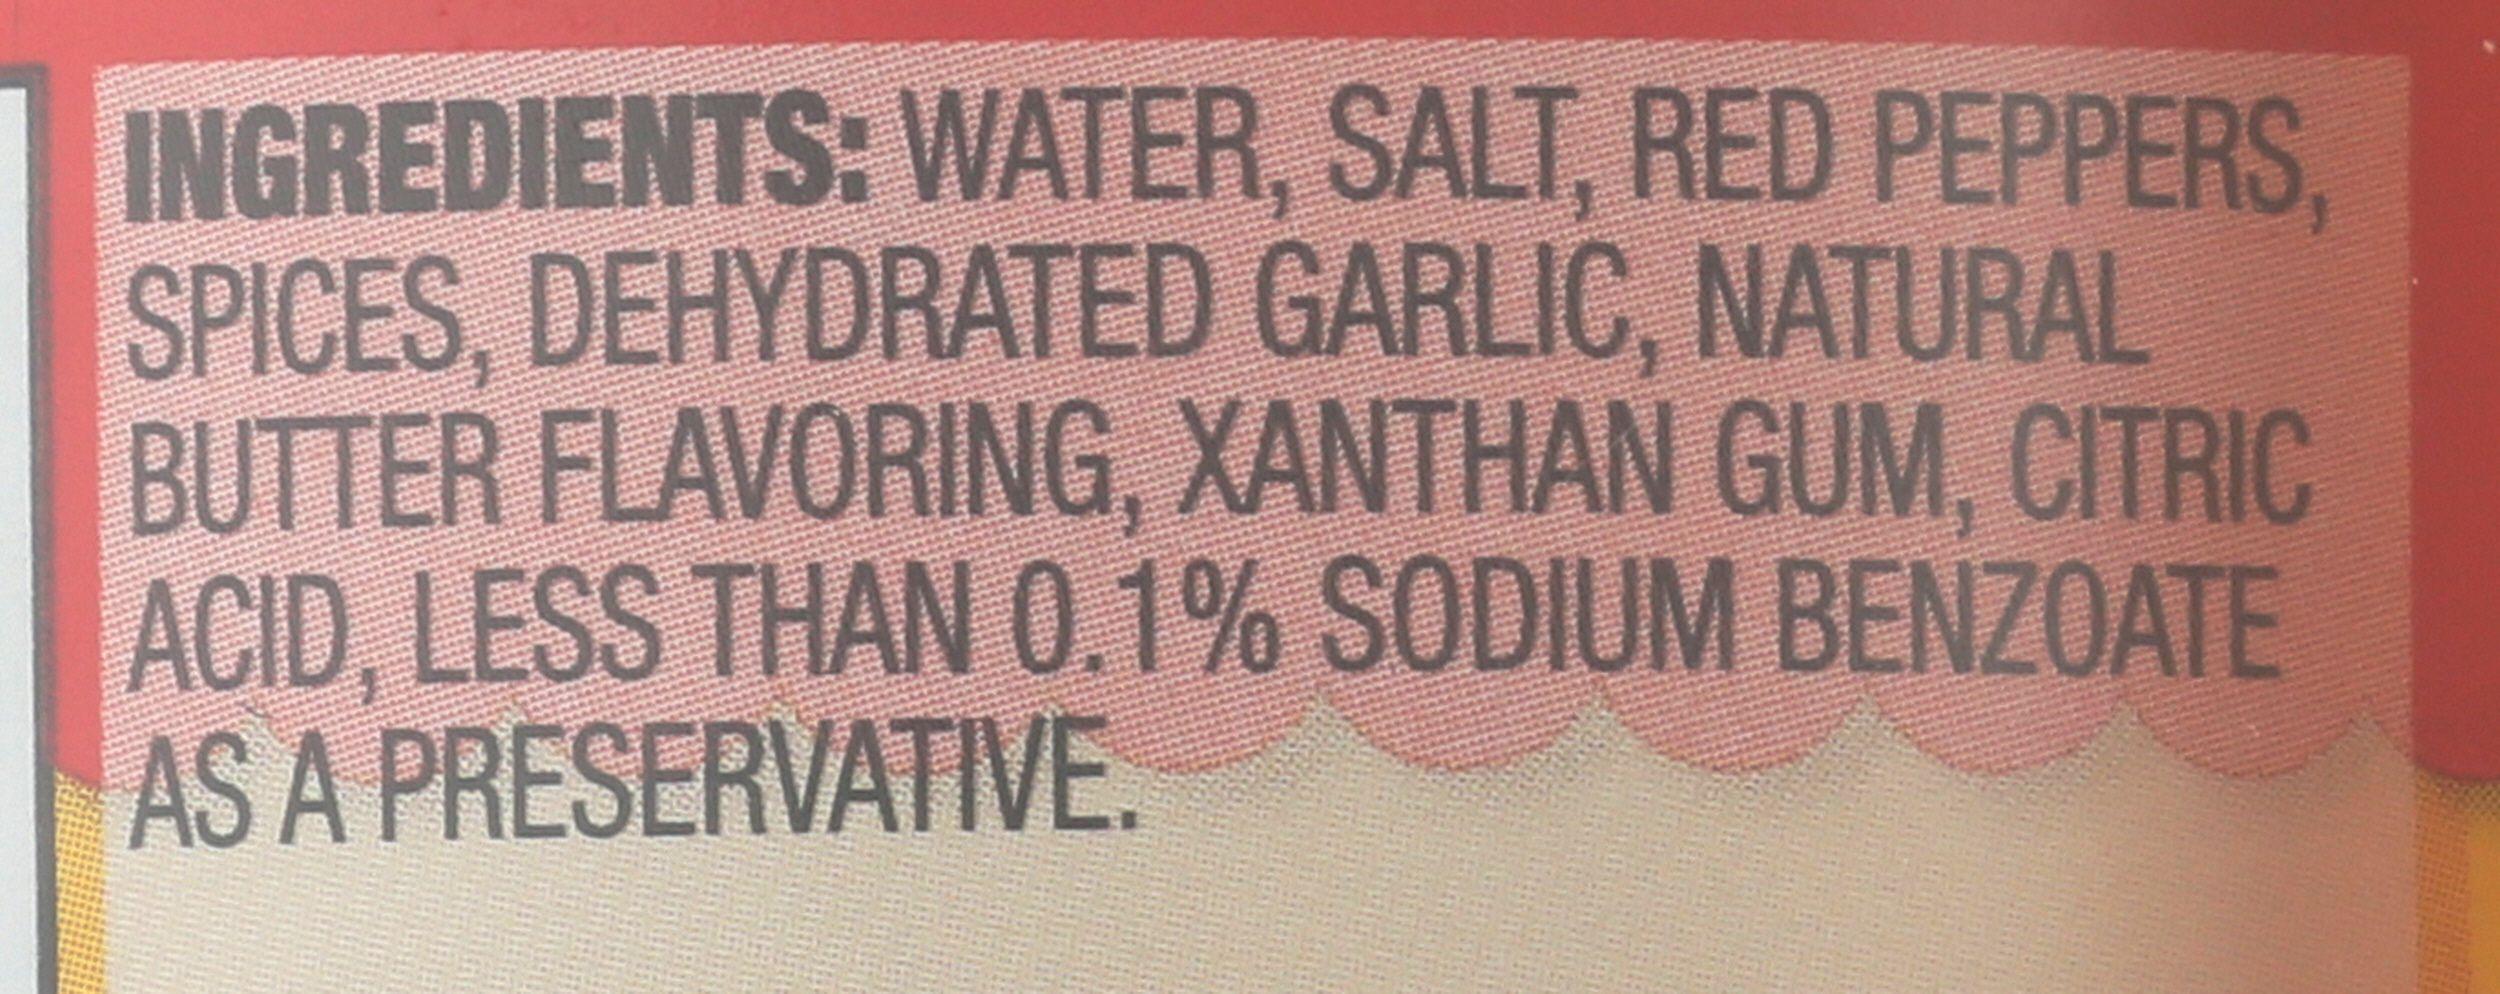 INGREDIENTS: WATER, SALT, RED PEPPERS,
SPICES, DEHYDRATED GARLIC, NATURAL
BUTTER FLAVORING, XANTHAN GUM, CITRIC
ACID, LESS THAN 0.1% SODIUM BENZOATE
AS A PRESERVATIVE.